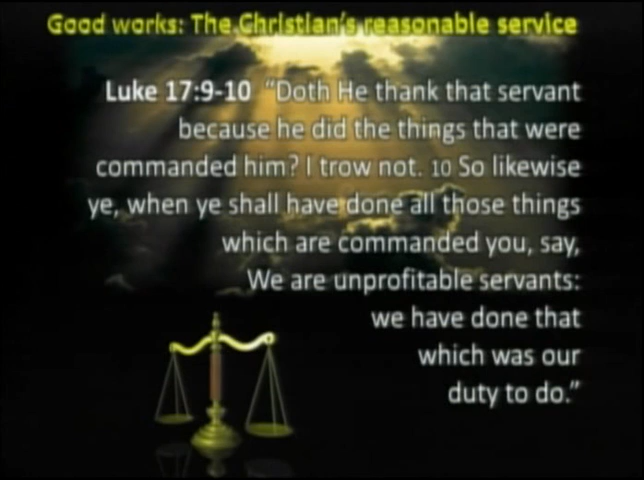 Good works: The Christian's reasonable service
Luke 17:9-10 "Doth He thank that servant
because he did the things that were
commanded him? I trow not. 10 So likewise
ye, when ye shall have done all those things
which are commanded you, say,
We are unprofitable servants:
we have done that
which was our
duty to do."